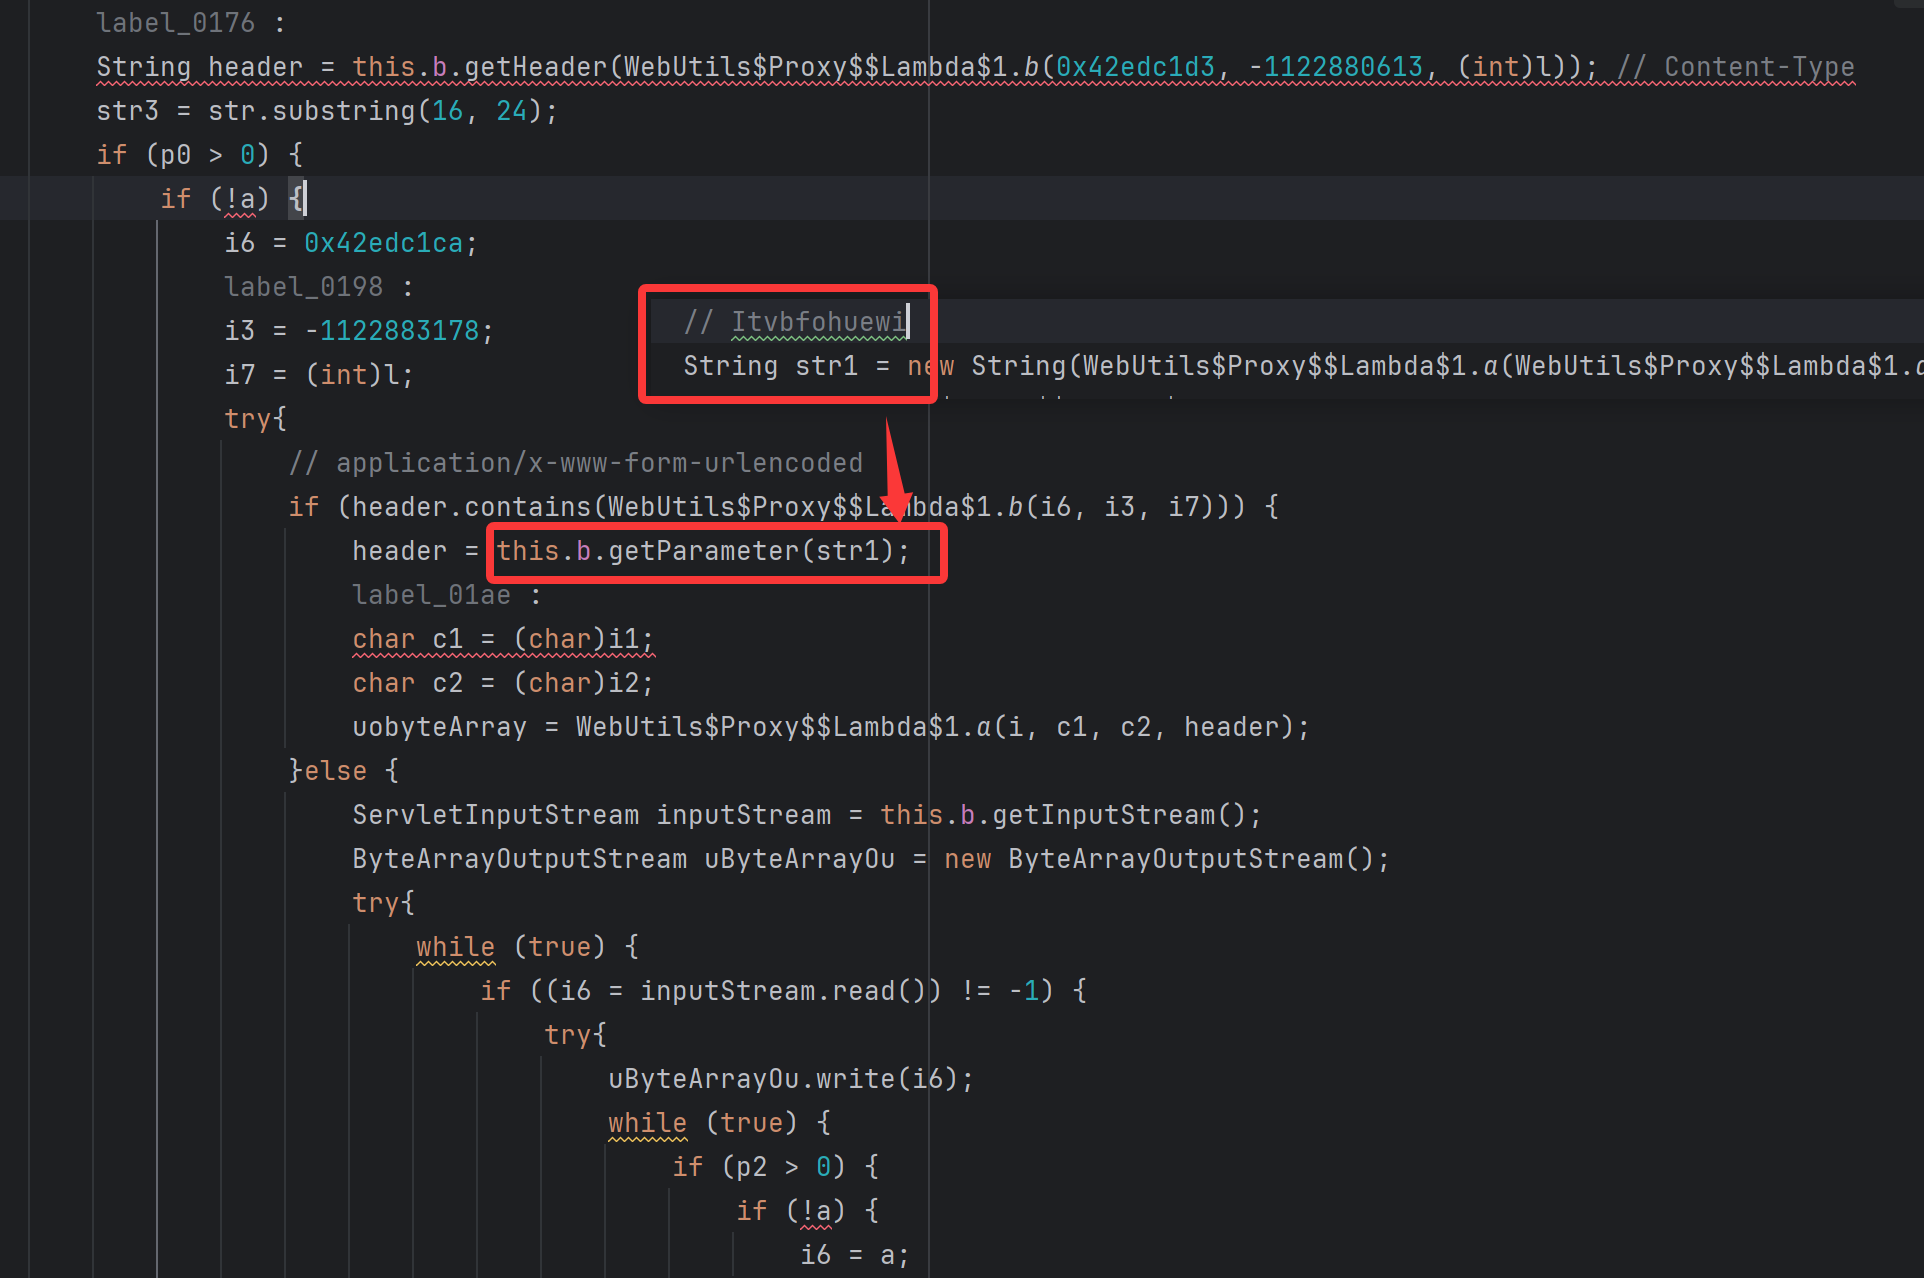 label_0176 :
String header = this.b.getHeader(WebUtils$Proxy$$Lambda$1.b(0x42edc1d3, -1122880613, (int)l)); // Content-Type
str3 = str.substring(16, 24);
if (p0 > 0) {
if (!a) {
i6 = 0x42edc1ca;
label_0198 :
// Itvbfohuewi
i3 = -1122883178;
String str1 = new String(WebUtils$Proxy$$Lambda$1.a(WebUtils$Proxy$$Lambda$1.a
i7 = (int)l;
try{
// application/x-www-form-urlencoded
if (header.contains(WebUtils$Proxy$$Lambda$1.b(i6, i3, i7))) {
header = this.b.getParameter(str1);
label_01ae :
char c1 = (char)i1;
char c2 = (char)i2;
uobyteArray = WebUtils$Proxy$$Lambda$1.a(i, c1, c2, header);
}else {
ServletInputStream inputStream = this.b.getInputStream();
ByteArrayOutputStream uByteArrayOu = new ByteArrayOutputStream();
try{
while (true) {
if ((i6 = inputStream.read()) != -1) {
try{
uByteArrayOu.write(i6);
while (true) {
if (p2 > 0) {
if (!a) {
i6 = a;